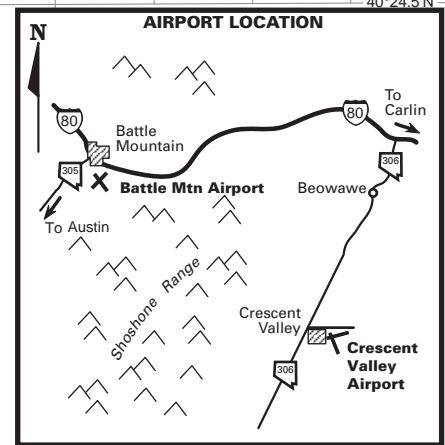 40°24.5'N
AIRPORT LOCATION
N
80
Battle
Mountain
305
Battle Mtn Airport
To Austin
80
To
Carlin
306
Beowawe
Shoshone Range
Crescent
Valley
306
Crescent
Valley
Airport